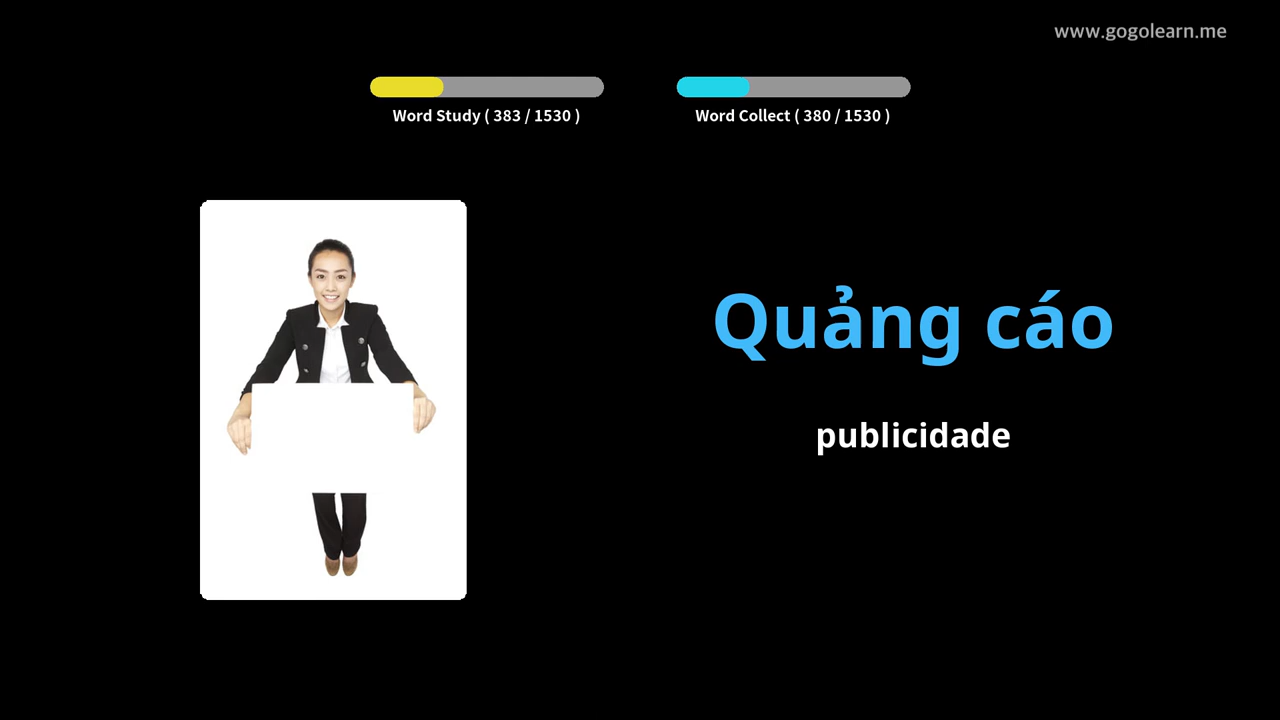 www.gogolearn.me
Word Study ( 383 / 1530 )
Word Collect ( 380 / 1530 )
Quảng cáo
publicidade